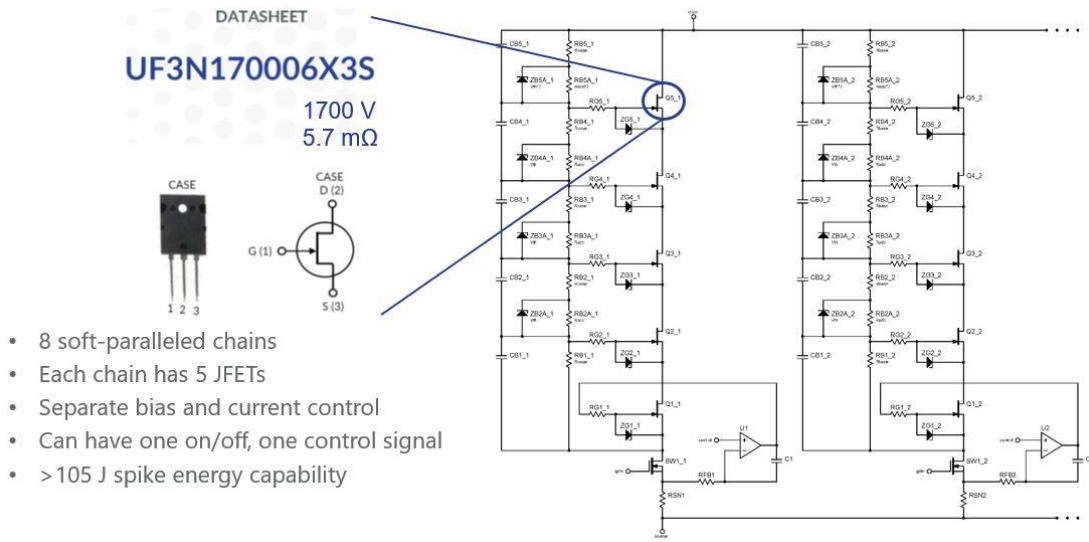 DATASHEET
UF3N170006X3S
1700 V
5.7 mΩ
CASE
1 2 3
CASE
D (2)
G (1)
S (3)
• 8 soft-paralleled chains
• Each chain has 5 JFETs
• Separate bias and current control
• Can have one on/off, one control signal
• >105 J spike energy capability
CB5_1
RB5_1
ZB5A_1
RB5A_1
Q5_1
RG5_1
ZG5_1
CB4_1
RB4_1
ZB4A_1
RB4A_1
Q4_1
RG4_1
ZG4_1
CB3_1
RB3_1
ZB3A_1
RB3A_1
Q3_1
RG3_1
ZG3_1
CB2_1
RB2_1
ZB2A_1
RB2A_1
Q2_1
RG2_1
ZG2_1
CB1_1
RB1_1
Q1_1
RG1_1
ZG1_1
U1
control
C1
SW1_1
gate
RFB1
RSN1
source
CB5_2
RB5_2
ZB5A_2
RB5A_2
Q5_2
RG5_2
ZG5_2
CB4_2
RB4_2
ZB4A_2
RB4A_2
Q4_2
RG4_2
ZG4_2
CB3_2
RB3_2
ZB3A_2
RB3A_2
Q3_2
RG3_2
ZG3_2
CB2_2
RB2_2
ZB2A_2
RB2A_2
Q2_2
RG2_2
ZG2_2
CB1_2
RB1_2
Q1_2
RG1_2
ZG1_2
U2
control
SW1_2
gate
RFB2
RSN2